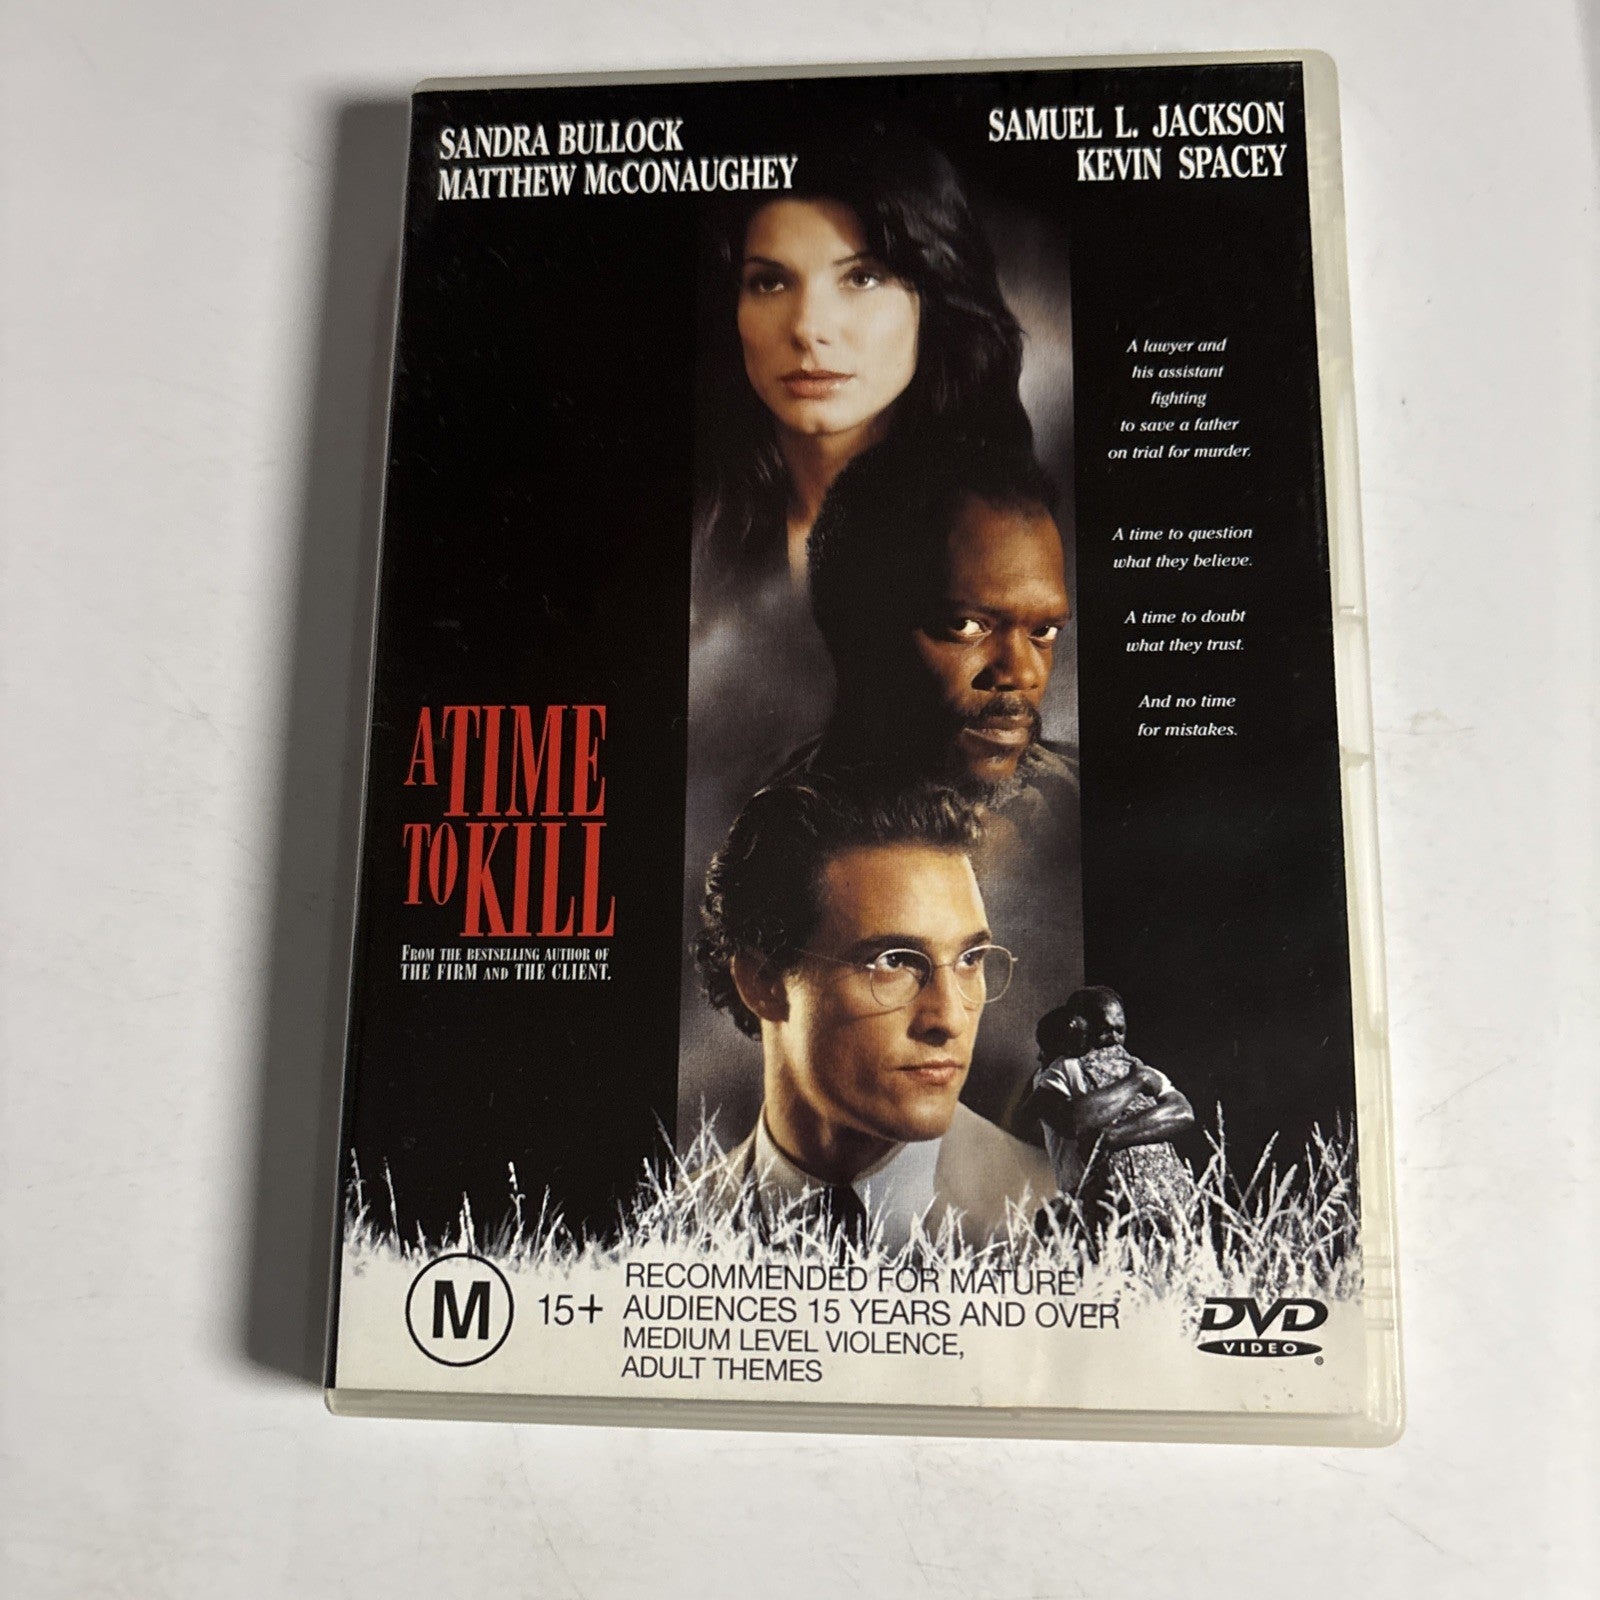 SANDRA BULLOCK
MATTHEW McCONAUGHEY
SAMUEL L. JACKSON
KEVIN SPACEY
A lawyer and
his assistant
fighting
to save a father
on trial for murder.
A time to question
what they believe.
A time to doubt
what they trust.
And no time
for mistakes.
A TIME
TO KILL
FROM THE BESTSELLING AUTHOR OF
THE FIRM AND THE CLIENT.
M 15+
RECOMMENDED FOR MATURE
AUDIENCES 15 YEARS AND OVER
MEDIUM LEVEL VIOLENCE,
ADULT THEMES
DVD
VIDEO
®